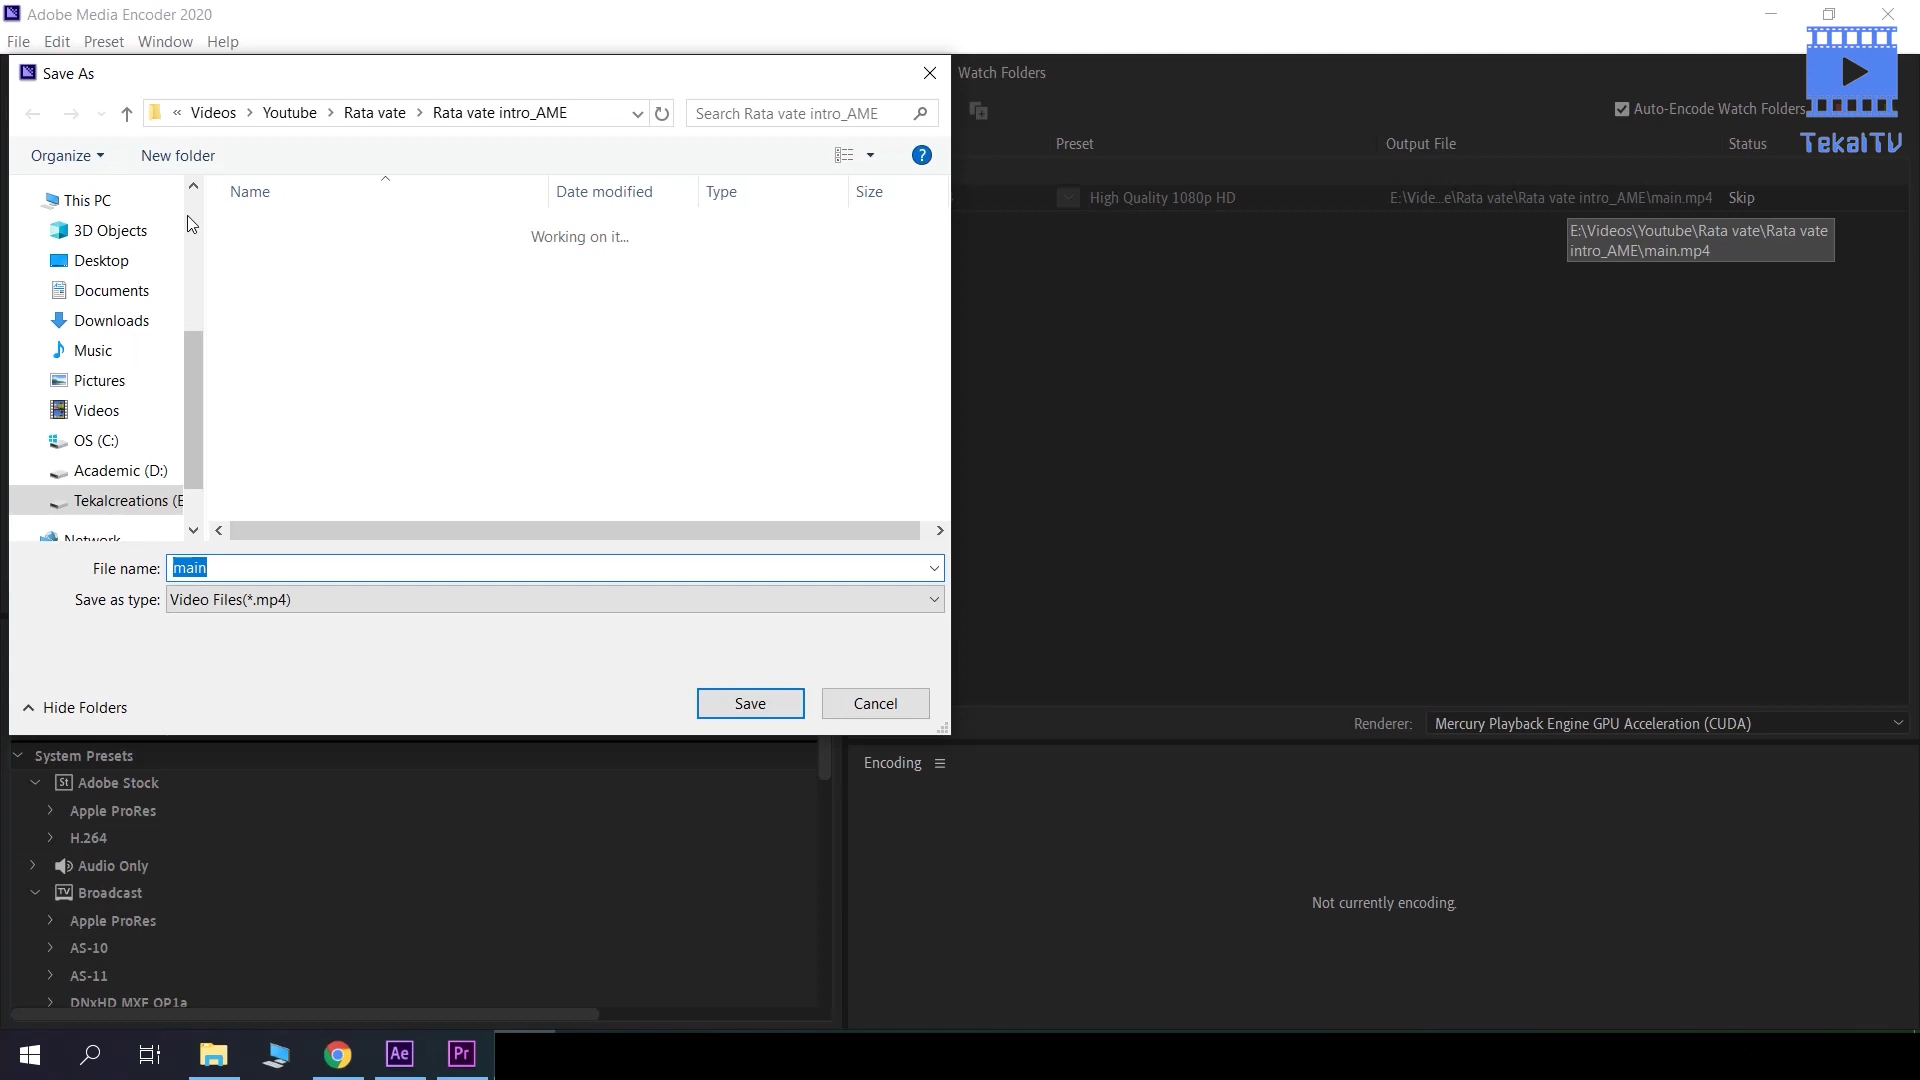 Adobe Media Encoder 2020
File Edit Preset Window Help
Save As
« Videos > Youtube > Rata vate > Rata vate intro_AME
Search Rata vate intro_AME
Organize
New folder
Name
Date modified
Type
Size
This PC
3D Objects
Desktop
Documents
Downloads
Music
Pictures
Videos
OS (C:)
Academic (D:)
Tekalcreations (E
Network
Working on it...
File name: main
Save as type: Video Files(*.mp4)
Hide Folders
Save
Cancel
Watch Folders
Auto-Encode Watch Folders
TekalTV
Preset
Output File
Status
High Quality 1080p HD
E:\Vide...e\Rata vate\Rata vate intro_AME\main.mp4
Skip
E:\Videos\Youtube\Rata vate\Rata vate
intro_AME\main.mp4
Renderer: Mercury Playback Engine GPU Acceleration (CUDA)
System Presets
St Adobe Stock
Apple ProRes
H.264
Audio Only
TV Broadcast
Apple ProRes
AS-10
AS-11
DNxHD MXF OP1a
Encoding
Not currently encoding.
Ae
Pr